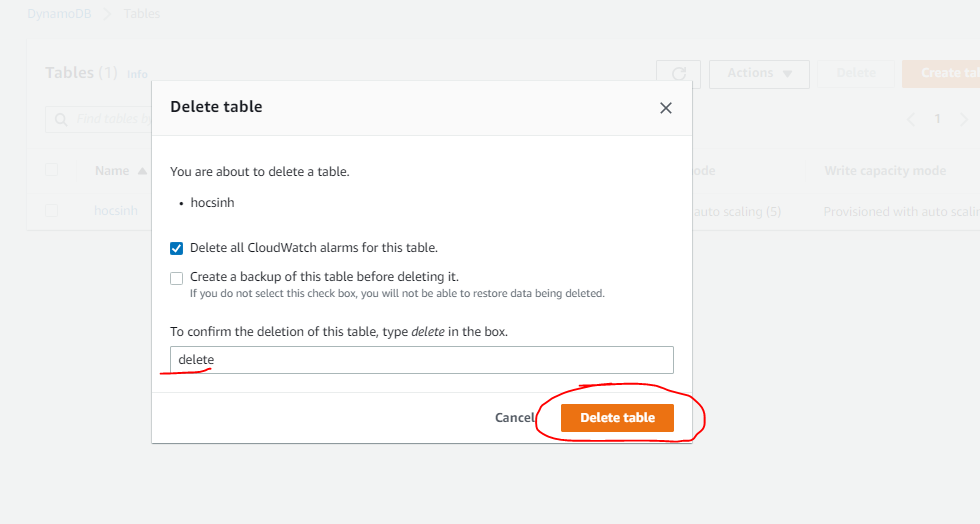 DynamoDB > Tables
Tables (1) Info
Actions Delete Create ta
Find tables by
1
Name
ode
Write capacity mode
hocsinh
auto scaling (5)
Provisioned with auto scalin
Delete table
You are about to delete a table.
• hocsinh
Delete all CloudWatch alarms for this table.
Create a backup of this table before deleting it.
If you do not select this check box, you will not be able to restore data being deleted.
To confirm the deletion of this table, type delete in the box.
delete
Cancel Delete table